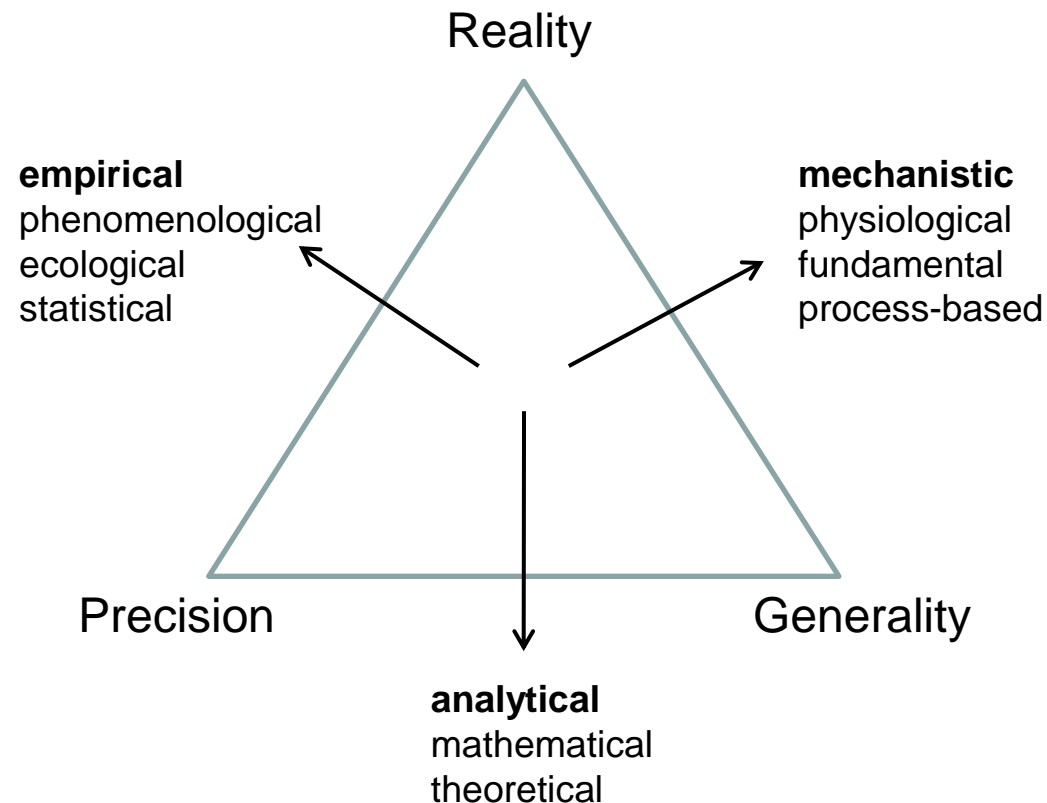 Reality
empirical
phenomenological
ecological
statistical
mechanistic
physiological
fundamental
process-based
Precision
Generality
analytical
mathematical
theoretical